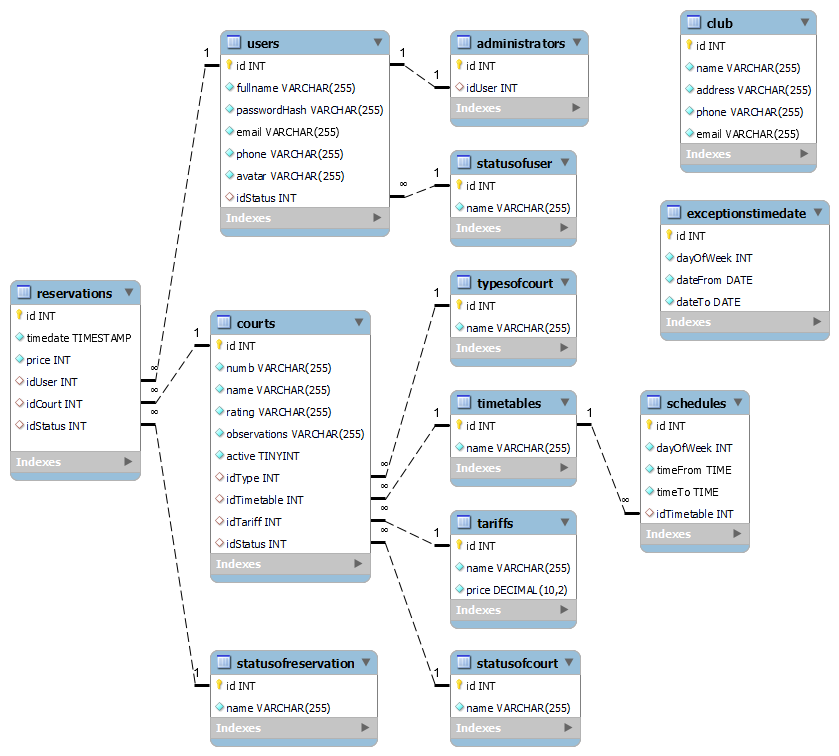 users
id INT
fullname VARCHAR(255)
passwordHash VARCHAR(255)
email VARCHAR(255)
phone VARCHAR(255)
avatar VARCHAR(255)
idStatus INT
Indexes
1
1
∞
administrators
id INT
idUser INT
Indexes
1
club
id INT
name VARCHAR(255)
address VARCHAR(255)
phone VARCHAR(255)
email VARCHAR(255)
Indexes
statusofuser
id INT
name VARCHAR(255)
Indexes
1
exceptionstimedate
id INT
dayOfWeek INT
dateFrom DATE
dateTo DATE
Indexes
reservations
id INT
timedate TIMESTAMP
price INT
idUser INT
idCourt INT
idStatus INT
Indexes
∞
∞
∞
courts
id INT
numb VARCHAR(255)
name VARCHAR(255)
rating VARCHAR(255)
observations VARCHAR(255)
active TINYINT
idType INT
idTimetable INT
idTariff INT
idStatus INT
Indexes
1
∞
∞
∞
∞
typesofcourt
id INT
name VARCHAR(255)
Indexes
1
timetables
id INT
name VARCHAR(255)
Indexes
1
1
schedules
id INT
dayOfWeek INT
timeFrom TIME
timeTo TIME
idTimetable INT
Indexes
∞
tariffs
id INT
name VARCHAR(255)
price DECIMAL(10,2)
Indexes
1
statusofreservation
id INT
name VARCHAR(255)
Indexes
1
statusofcourt
id INT
name VARCHAR(255)
Indexes
1